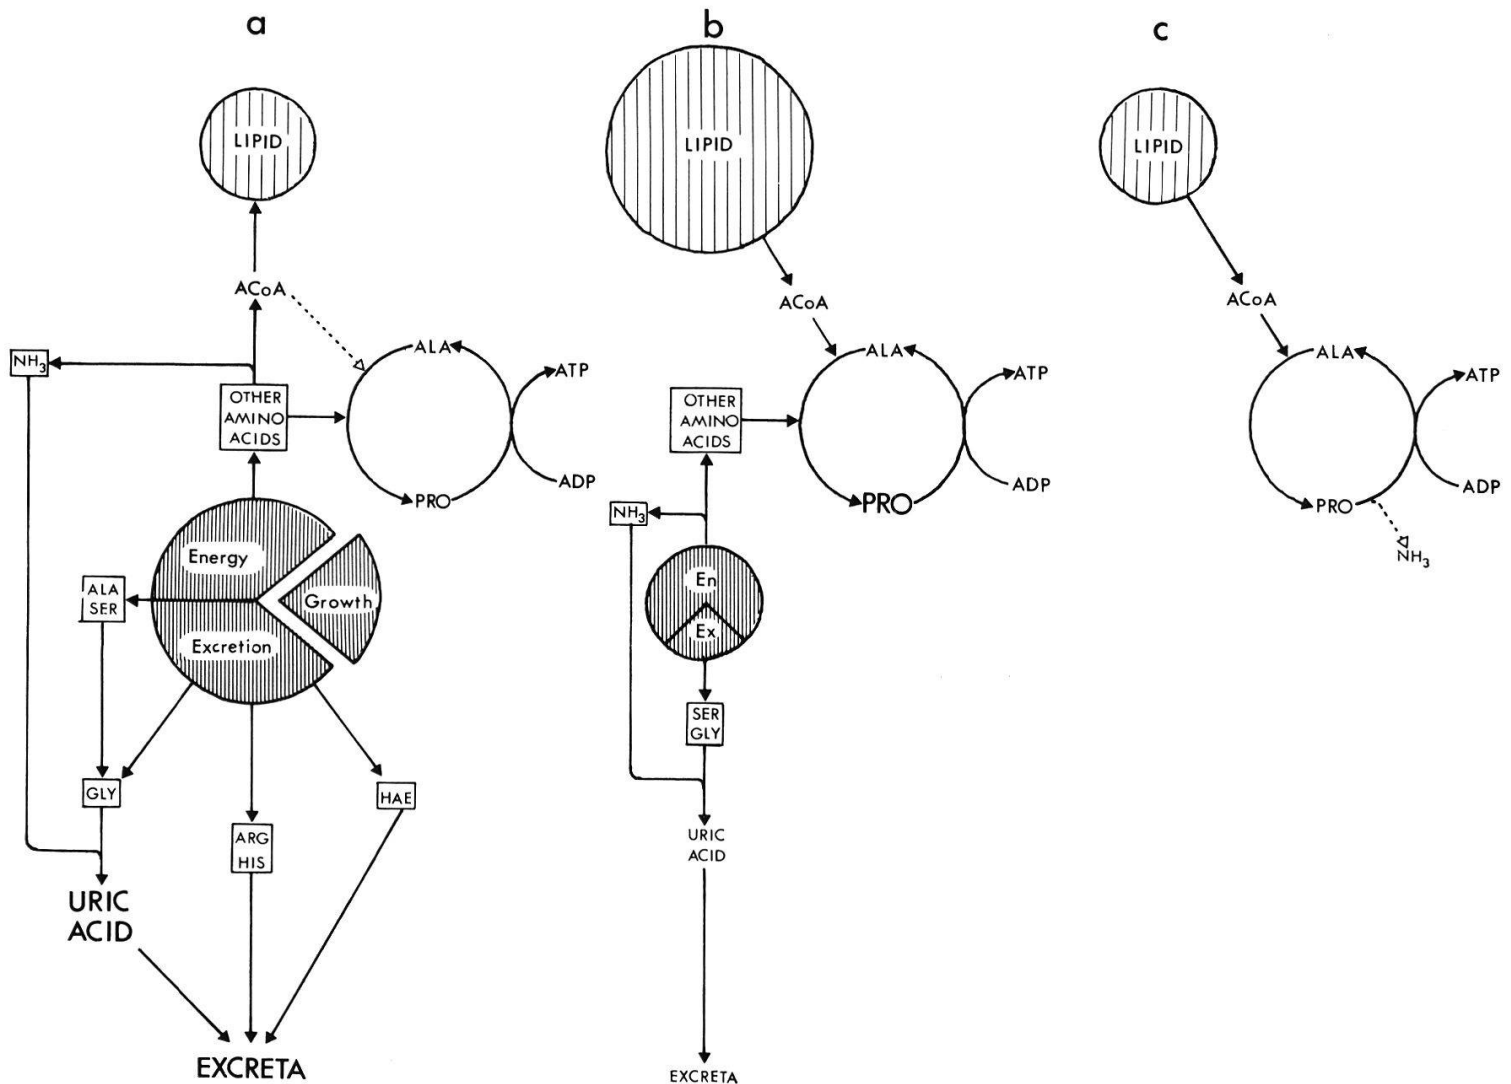 a
LIPID
ACoA
NH3
OTHER
AMINO
ACIDS
ALA
ATP
ADP
PRO
Energy
Growth
Excretion
ALA
SER
GLY
HAE
ARG
HIS
URIC
ACID
EXCRETA
b
LIPID
ACoA
ALA
ATP
OTHER
AMINO
ACIDS
ADP
PRO
NH3
En
Ex
SER
GLY
URIC
ACID
EXCRETA
c
LIPID
ACoA
ALA
ATP
ADP
PRO
NH3